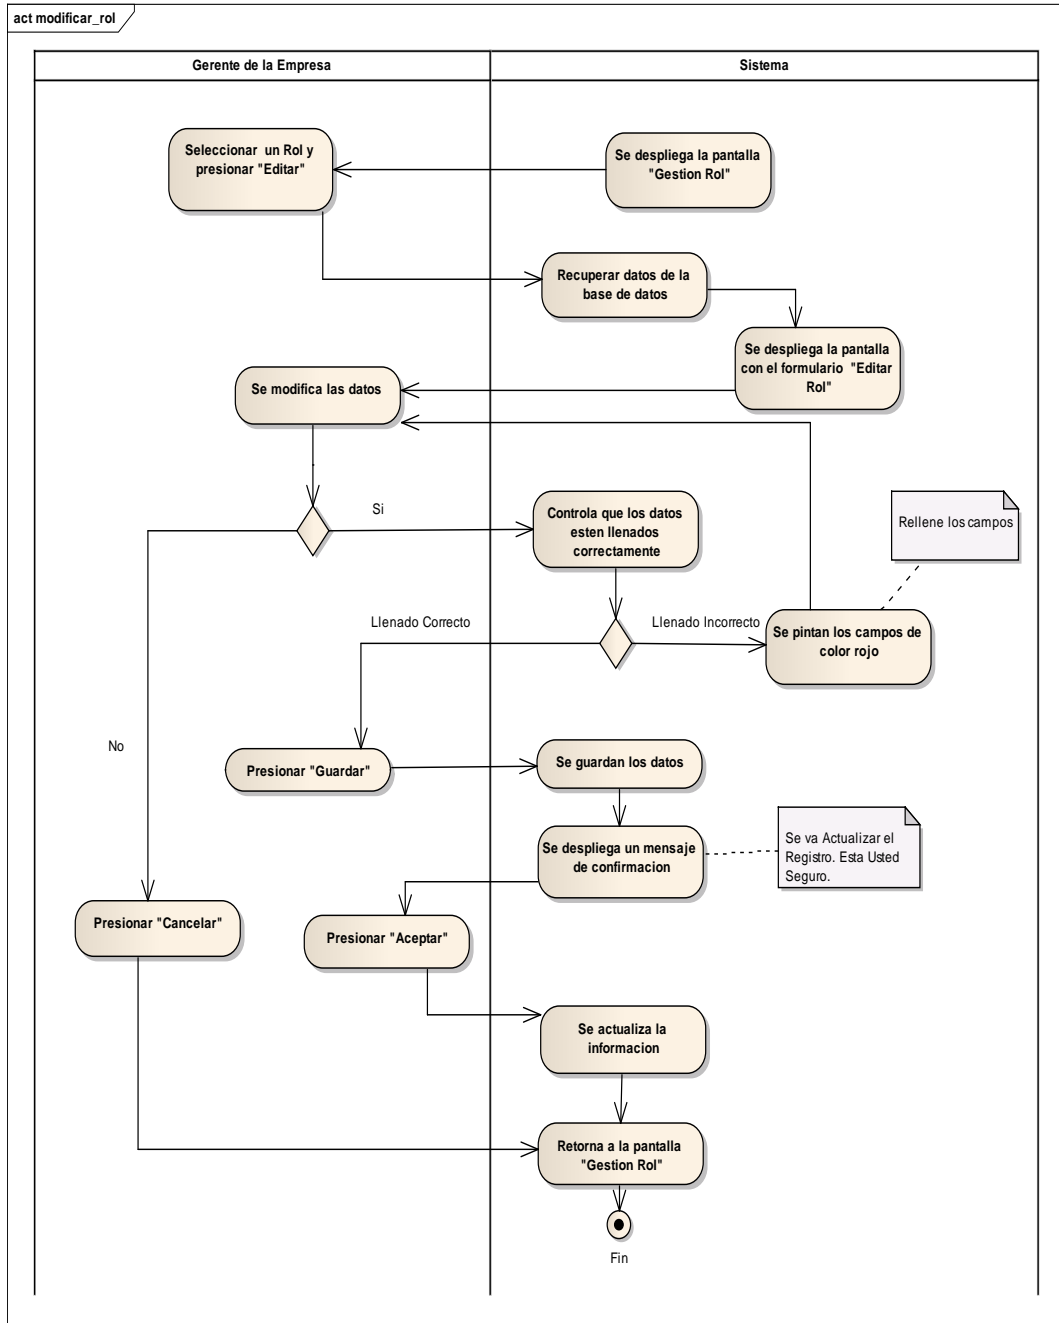 act modificar_rol
Gerente de la Empresa
Sistema
Seleccionar un Rol y
presionar "Editar"
Se despliega la pantalla
"Gestion Rol"
Recuperar datos de la
base de datos
Se despliega la pantalla
con el formulario "Editar
Rol"
Se modifica las datos
Si
Controla que los datos
esten llenados
correctamente
Rellene los campos
Llenado Correcto
Llenado Incorrecto
Se pintan los campos de
color rojo
No
Presionar "Guardar"
Se guardan los datos
Se despliega un mensaje
de confirmacion
Se va Actualizar el
Registro. Esta Usted
Seguro.
Presionar "Cancelar"
Presionar "Aceptar"
Se actualiza la
informacion
Retorna a la pantalla
"Gestion Rol"
Fin